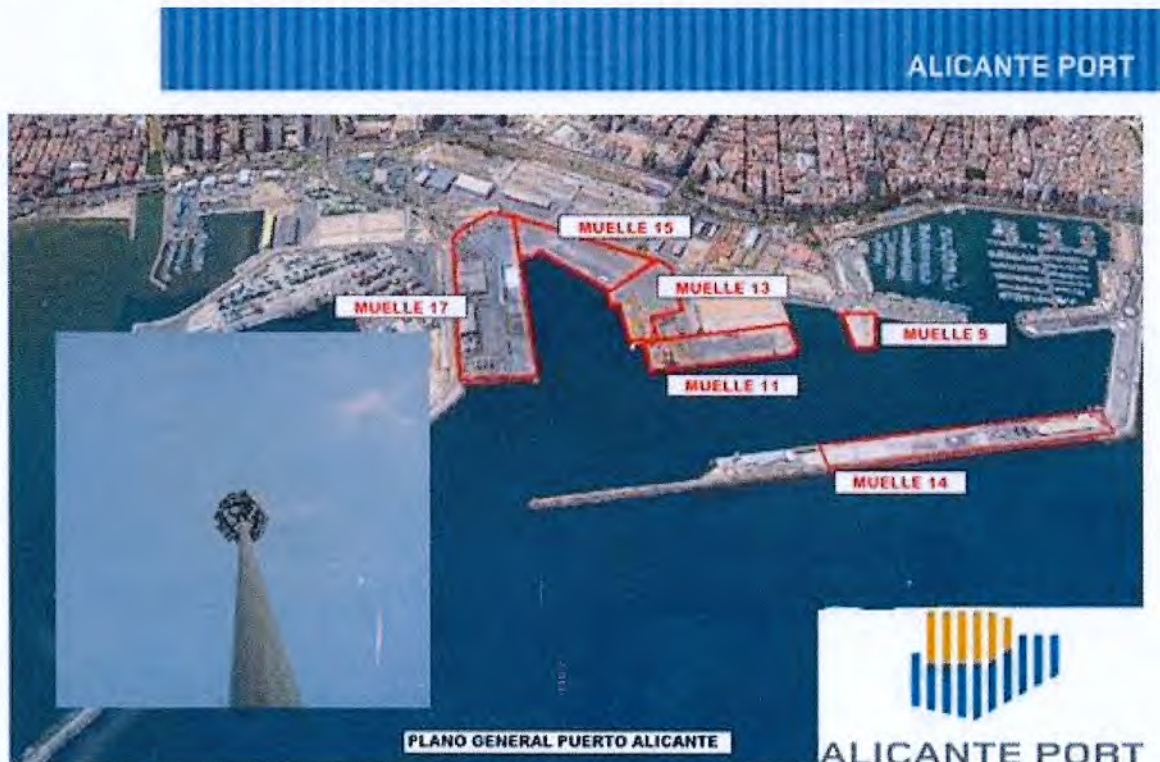 ALICANTE PORT
MUELLE 15
MUELLE 13
MUELLE 17
MUELLE 9
MUELLE 11
MUELLE 14
PLANO GENERAL PUERTO ALICANTE
ALICANTE PORT